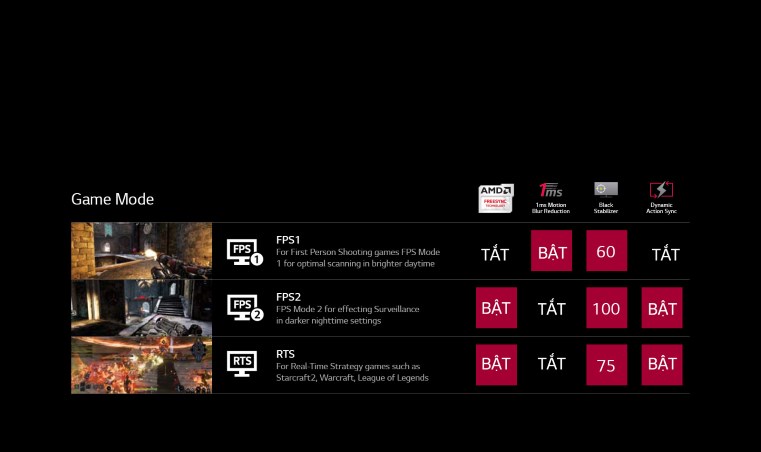 Game Mode
AMD
FREESYNC
TECHNOLOGY
1ms
1ms Motion
Blur Reduction
Black
Stabilizer
Dynamic
Action Sync
FPS 1
FPS1
For First Person Shooting games FPS Mode
1 for optimal scanning in brighter daytime
TẮT BẬT 60 TẮT
FPS 2
FPS2
FPS Mode 2 for effecting Surveillance
in darker nighttime settings
BẬT TẮT 100 BẬT
RTS
RTS
For Real-Time Strategy games such as
Starcraft2, Warcraft, League of Legends
BẬT TẮT 75 BẬT